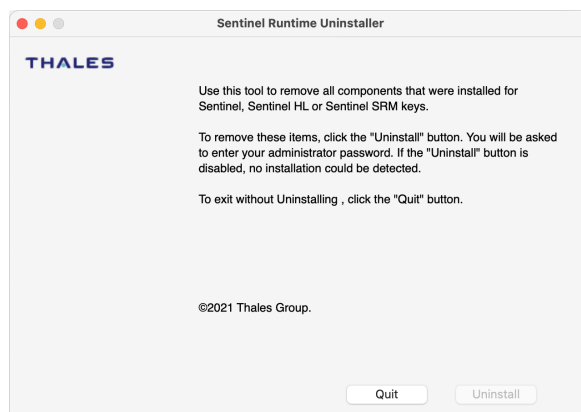 Sentinel Runtime Uninstaller
THALES
Use this tool to remove all components that were installed for
Sentinel, Sentinel HL or Sentinel SRM keys.
To remove these items, click the "Uninstall" button. You will be asked
to enter your administrator password. If the "Uninstall" button is
disabled, no installation could be detected.
To exit without Uninstalling , click the "Quit" button.
©2021 Thales Group.
Quit
Uninstall